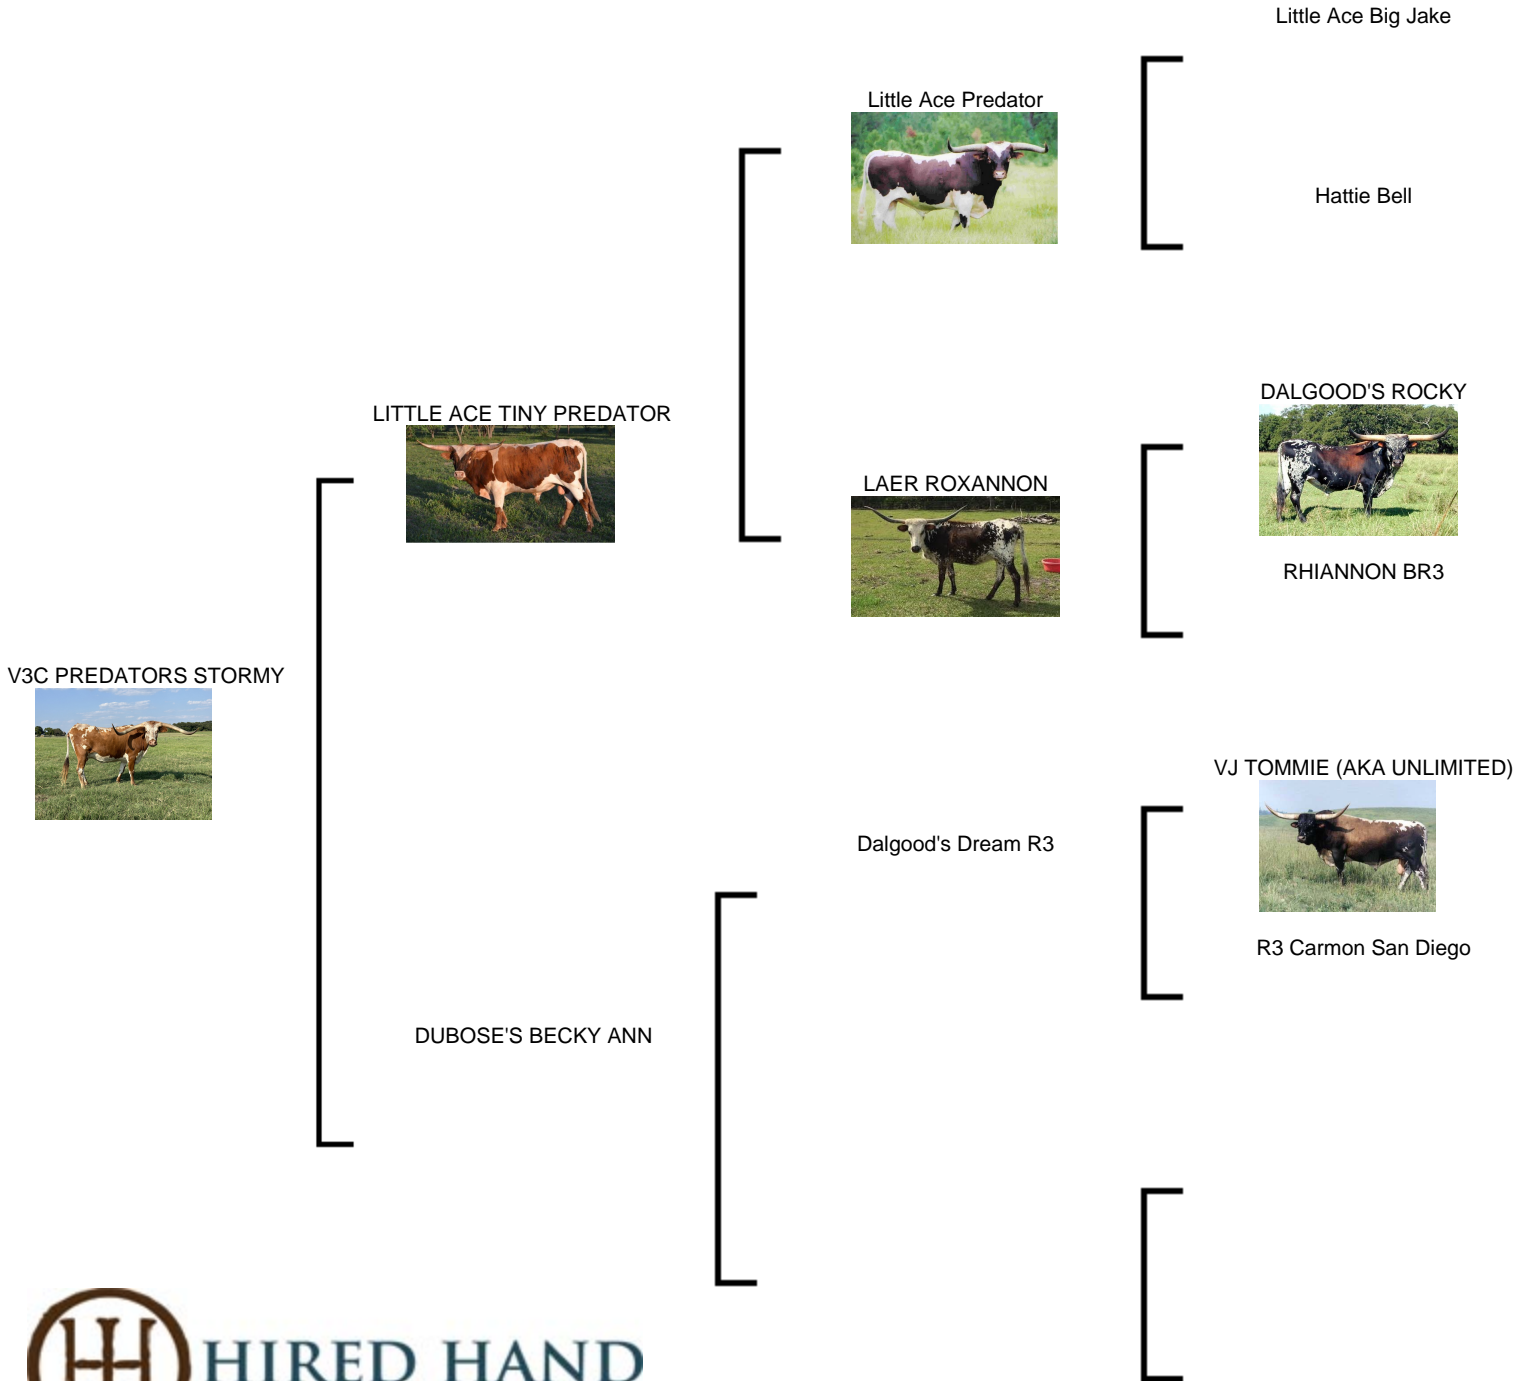 Little Ace Big Jake
Little Ace Predator
Hattie Bell
DALGOOD'S ROCKY
LITTLE ACE TINY PREDATOR
LAER ROXANNON
RHIANNON BR3
V3C PREDATORS STORMY
VJ TOMMIE (AKA UNLIMITED)
Dalgood's Dream R3
R3 Carmon San Diego
DUBOSE'S BECKY ANN
HIRED HAND